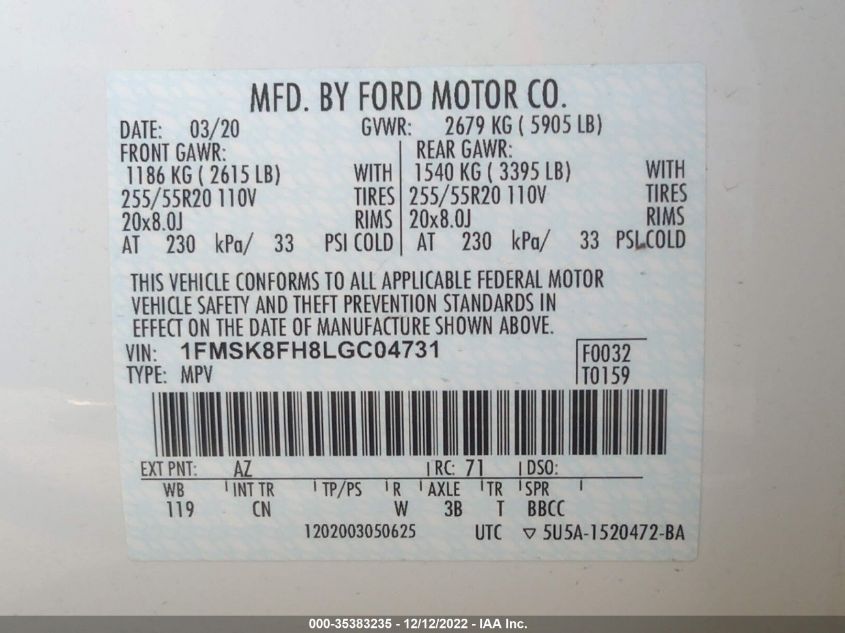 MFD. BY FORD MOTOR CO.
DATE: 03/20 GVWR: 2679 KG ( 5905 LB)
FRONT GAWR: REAR GAWR:
1186 KG ( 2615 LB) WITH 1540 KG ( 3395 LB) WITH
255/55R20 110V TIRES 255/55R20 110V TIRES
20x8.0J RIMS 20x8.0J RIMS
AT 230 kPa/ 33 PSI COLD AT 230 kPa/ 33 PSI COLD
THIS VEHICLE CONFORMS TO ALL APPLICABLE FEDERAL MOTOR
VEHICLE SAFETY AND THEFT PREVENTION STANDARDS IN
EFFECT ON THE DATE OF MANUFACTURE SHOWN ABOVE.
VIN: 1FMSK8FH8LGC04731 F0032
TYPE: MPV T0159
EXT PNT: AZ RC: 71 DSO:
WB INT TR TP/PS R AXLE TR SPR
119 CN W 3B T BBCC
1202003050625 UTC ▽ 5U5A-1520472-BA
000-35383235 - 12/12/2022 - IAA Inc.